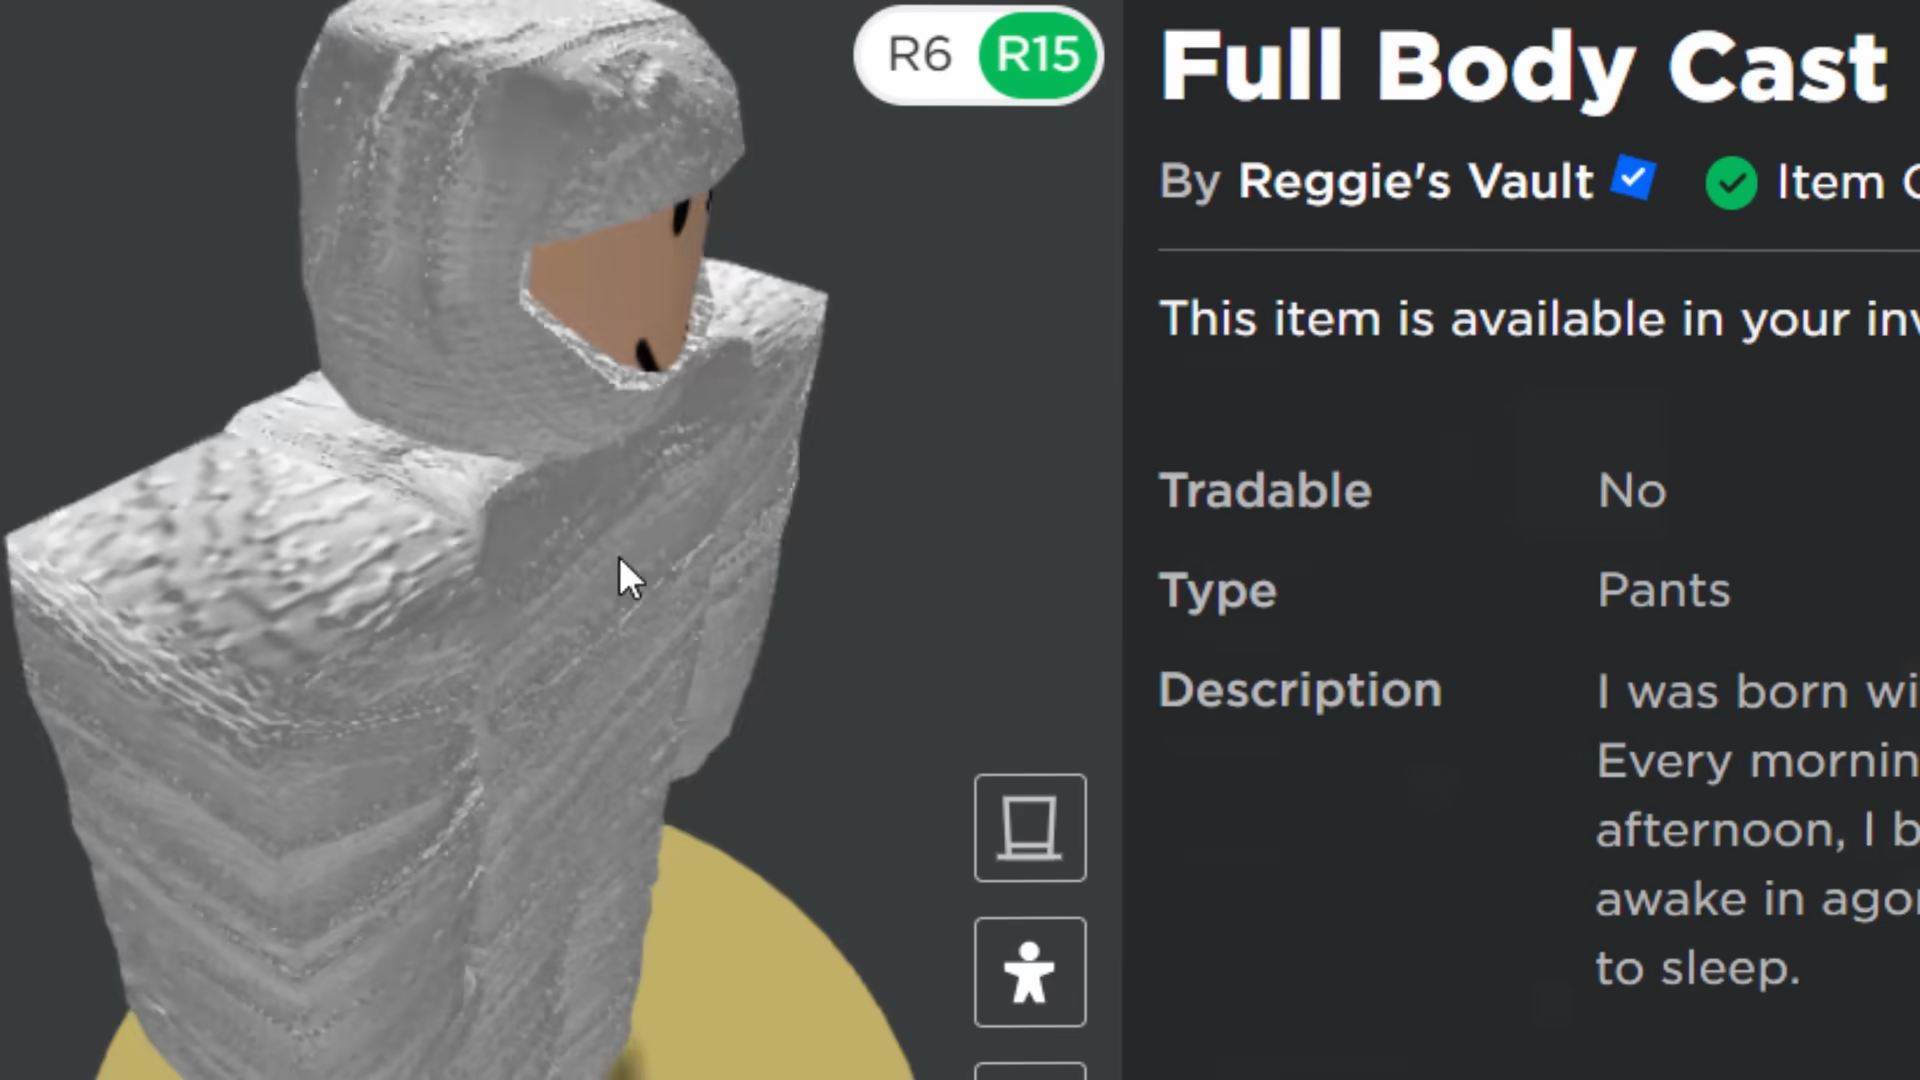 R6 R15
Full Body Cast
By Reggie's Vault Item
This item is available in your
Tradable No
Type Pants
Description I was born
Every
afternoon, I
awake in
to sleep.